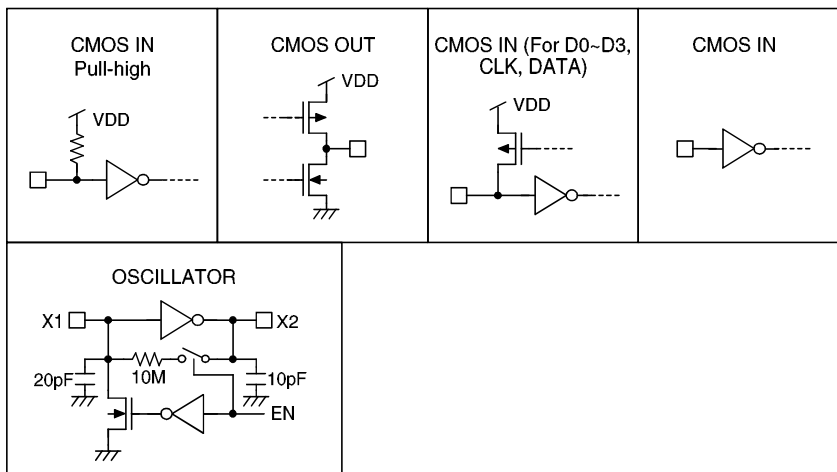 CMOS IN
Pull-high
VDD
CMOS OUT
VDD
CMOS IN (For D0~D3,
CLK, DATA)
VDD
CMOS IN
OSCILLATOR
X1
X2
20pF
10M
10pF
EN